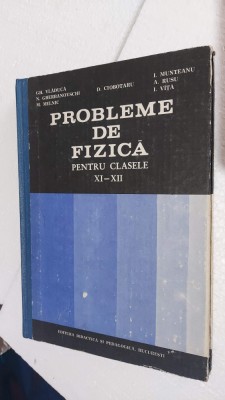 GH. VLĂDUCĂ
N. GHERBANOVSCHI
M. MELNIC
D. CIOBOTARU
I. MUNTEANU
A. RUSU
I. VIȚA
PROBLEME
DE
FIZICĂ
PENTRU CLASELE
XI-XII
EDITURA DIDACTICĂ ȘI PEDAGOGICĂ, BUCUREȘTI